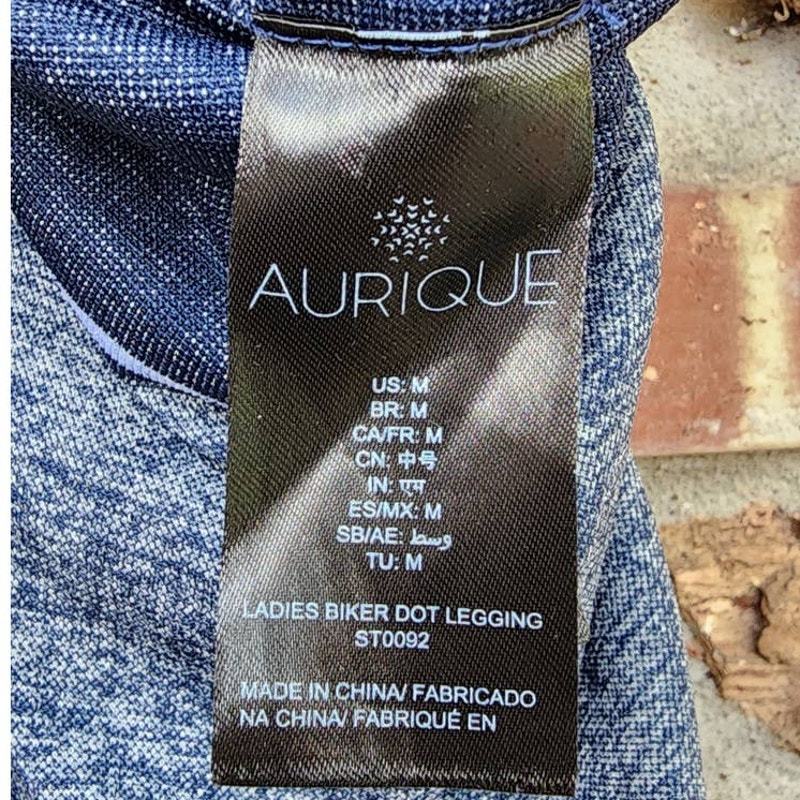 AURIQUE
US: M
BR: M
CA/FR: M
CN: 中号
IN: एम
ES/MX: M
SB/AE: وسط
TU: M
LADIES BIKER DOT LEGGING
ST0092
MADE IN CHINA/ FABRICADO
NA CHINA/ FABRIQUÉ EN